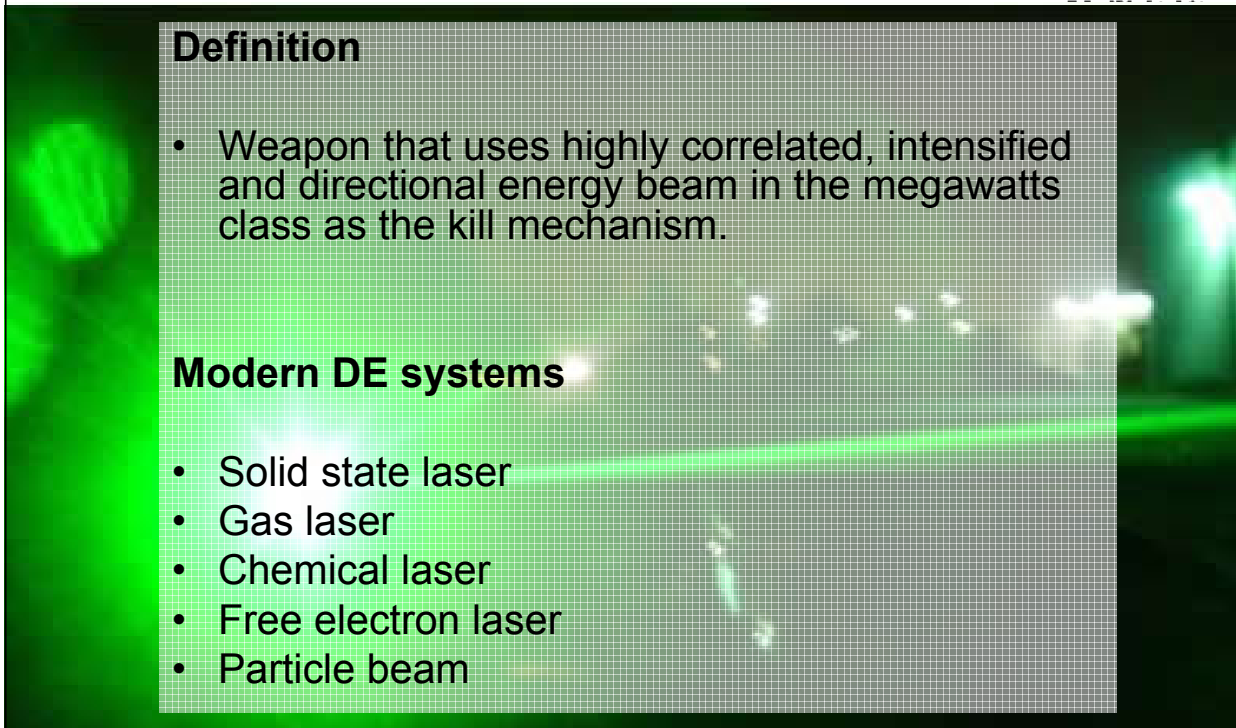 Definition
• Weapon that uses highly correlated, intensified
and directional energy beam in the megawatts
class as the kill mechanism.
Modern DE systems
• Solid state laser
• Gas laser
• Chemical laser
• Free electron laser
• Particle beam